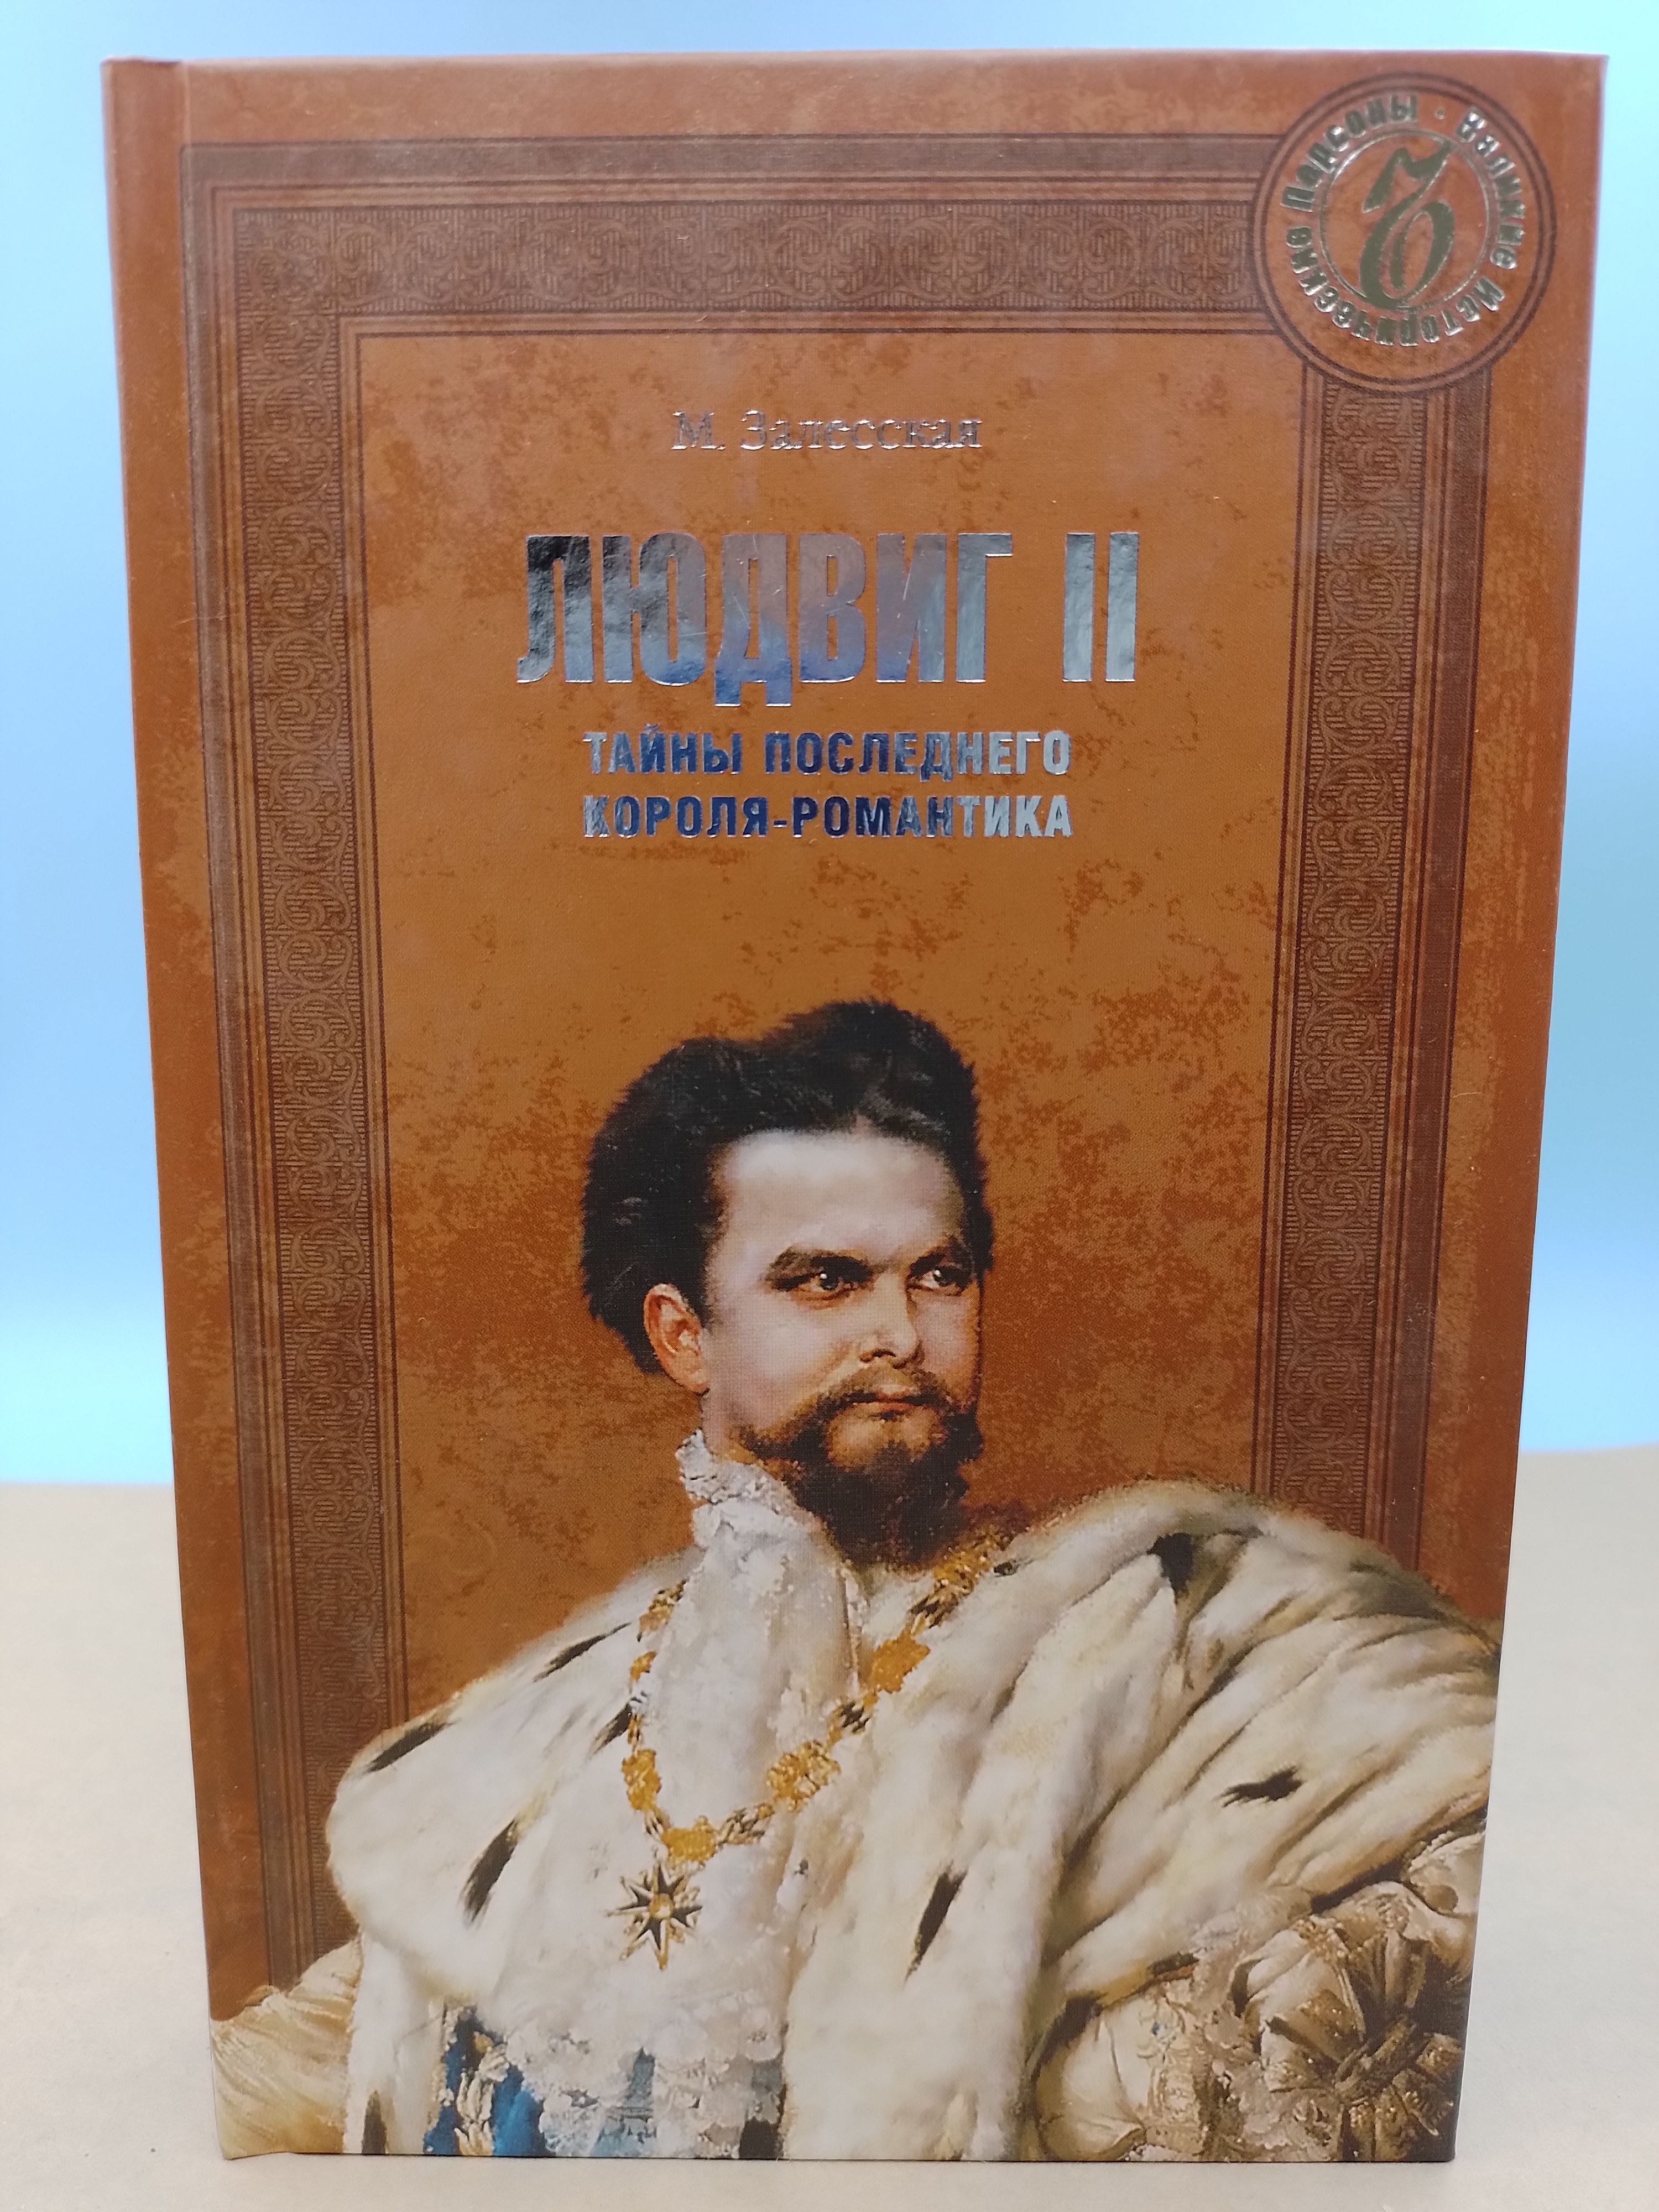 Великие Исторические Персоны
М. Залесская
ЛЮДВИГ II
ТАЙНЫ ПОСЛЕДНЕГО
КОРОЛЯ-РОМАНТИКА